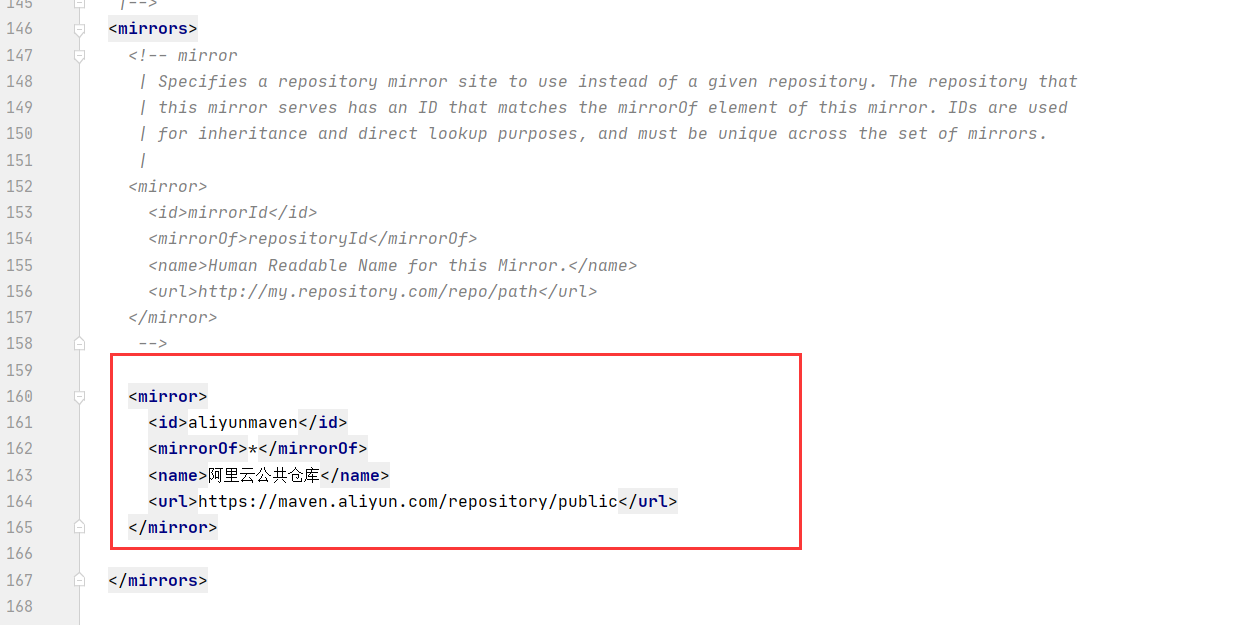 145 |-->
146 <mirrors>
147 <!-- mirror
148 | Specifies a repository mirror site to use instead of a given repository. The repository that
149 | this mirror serves has an ID that matches the mirrorOf element of this mirror. IDs are used
150 | for inheritance and direct lookup purposes, and must be unique across the set of mirrors.
151 |
152 <mirror>
153 <id>mirrorId</id>
154 <mirrorOf>repositoryId</mirrorOf>
155 <name>Human Readable Name for this Mirror.</name>
156 <url>http://my.repository.com/repo/path</url>
157 </mirror>
158 -->
159
160 <mirror>
161 <id>aliyunmaven</id>
162 <mirrorOf>*</mirrorOf>
163 <name>阿里云公共仓库</name>
164 <url>https://maven.aliyun.com/repository/public</url>
165 </mirror>
166
167 </mirrors>
168